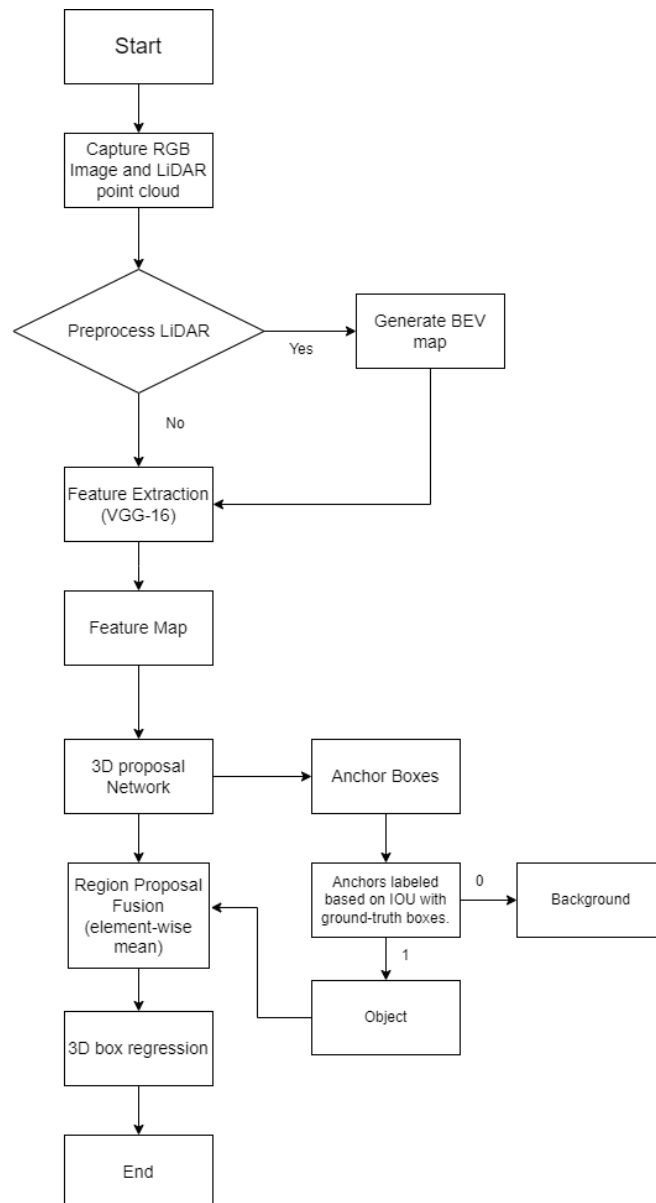 Start
Capture RGB
Image and LiDAR
point cloud
Preprocess LiDAR
Yes
Generate BEV
map
No
Feature Extraction
(VGG-16)
Feature Map
3D proposal
Network
Anchor Boxes
Region Proposal
Fusion
(element-wise
mean)
Anchors labeled
based on IOU with
ground-truth boxes.
0
Background
1
Object
3D box regression
End